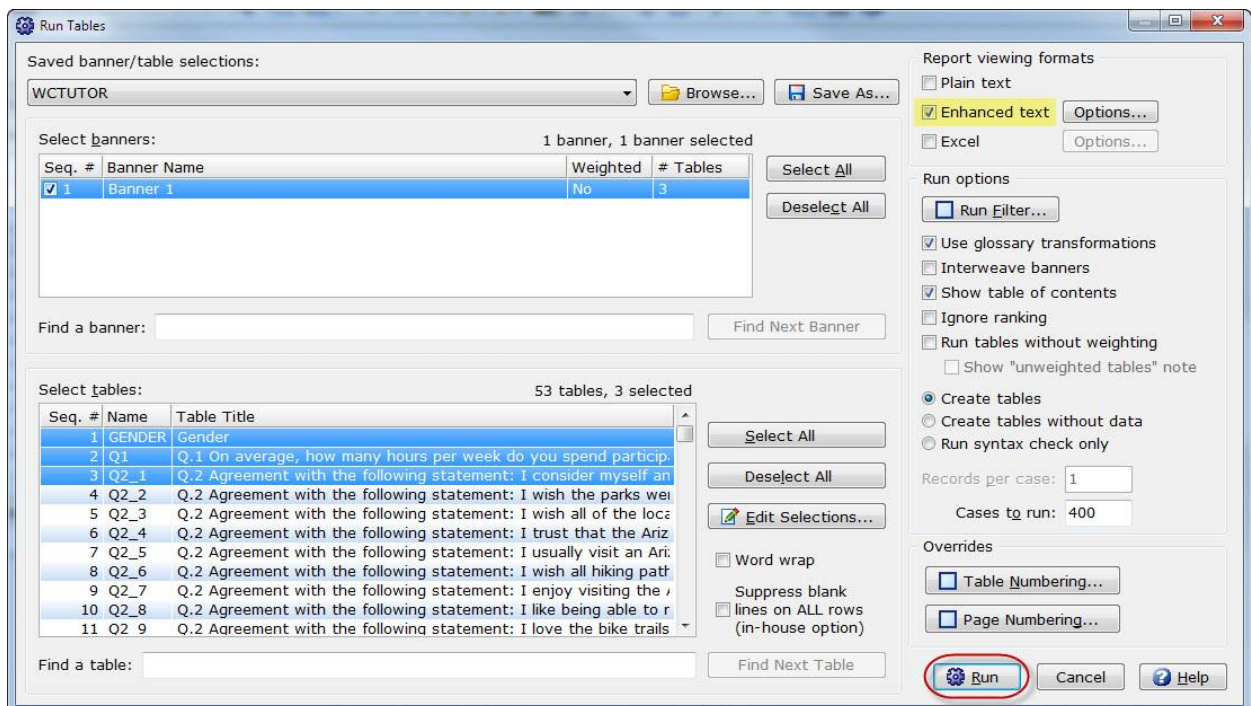 Run Tables
Saved banner/table selections:
WCTUTOR
Browse...
Save As...
Select banners:
1 banner, 1 banner selected
Seq. # Banner Name Weighted # Tables
1 Banner 1 No 3
Select All
Deselect All
Find a banner:
Find Next Banner
Select tables:
53 tables, 3 selected
Seq. # Name Table Title
1 GENDER Gender
2 Q1 Q.1 On average, how many hours per week do you spend particip
3 Q2_1 Q.2 Agreement with the following statement: I consider myself an
4 Q2_2 Q.2 Agreement with the following statement: I wish the parks wer
5 Q2_3 Q.2 Agreement with the following statement: I wish all of the loca
6 Q2_4 Q.2 Agreement with the following statement: I trust that the Ariz
7 Q2_5 Q.2 Agreement with the following statement: I usually visit an Ari
8 Q2_6 Q.2 Agreement with the following statement: I wish all hiking path
9 Q2_7 Q.2 Agreement with the following statement: I enjoy visiting the
10 Q2_8 Q.2 Agreement with the following statement: I like being able to r
11 Q2_9 Q.2 Agreement with the following statement: I love the bike trails
Select All
Deselect All
Edit Selections...
Word wrap
Suppress blank
lines on ALL rows
(in-house option)
Find a table:
Find Next Table
Report viewing formats
Plain text
Enhanced text Options...
Excel Options...
Run options
Run Filter...
Use glossary transformations
Interweave banners
Show table of contents
Ignore ranking
Run tables without weighting
Show "unweighted tables" note
Create tables
Create tables without data
Run syntax check only
Records per case: 1
Cases to run: 400
Overrides
Table Numbering...
Page Numbering...
Run
Cancel
Help